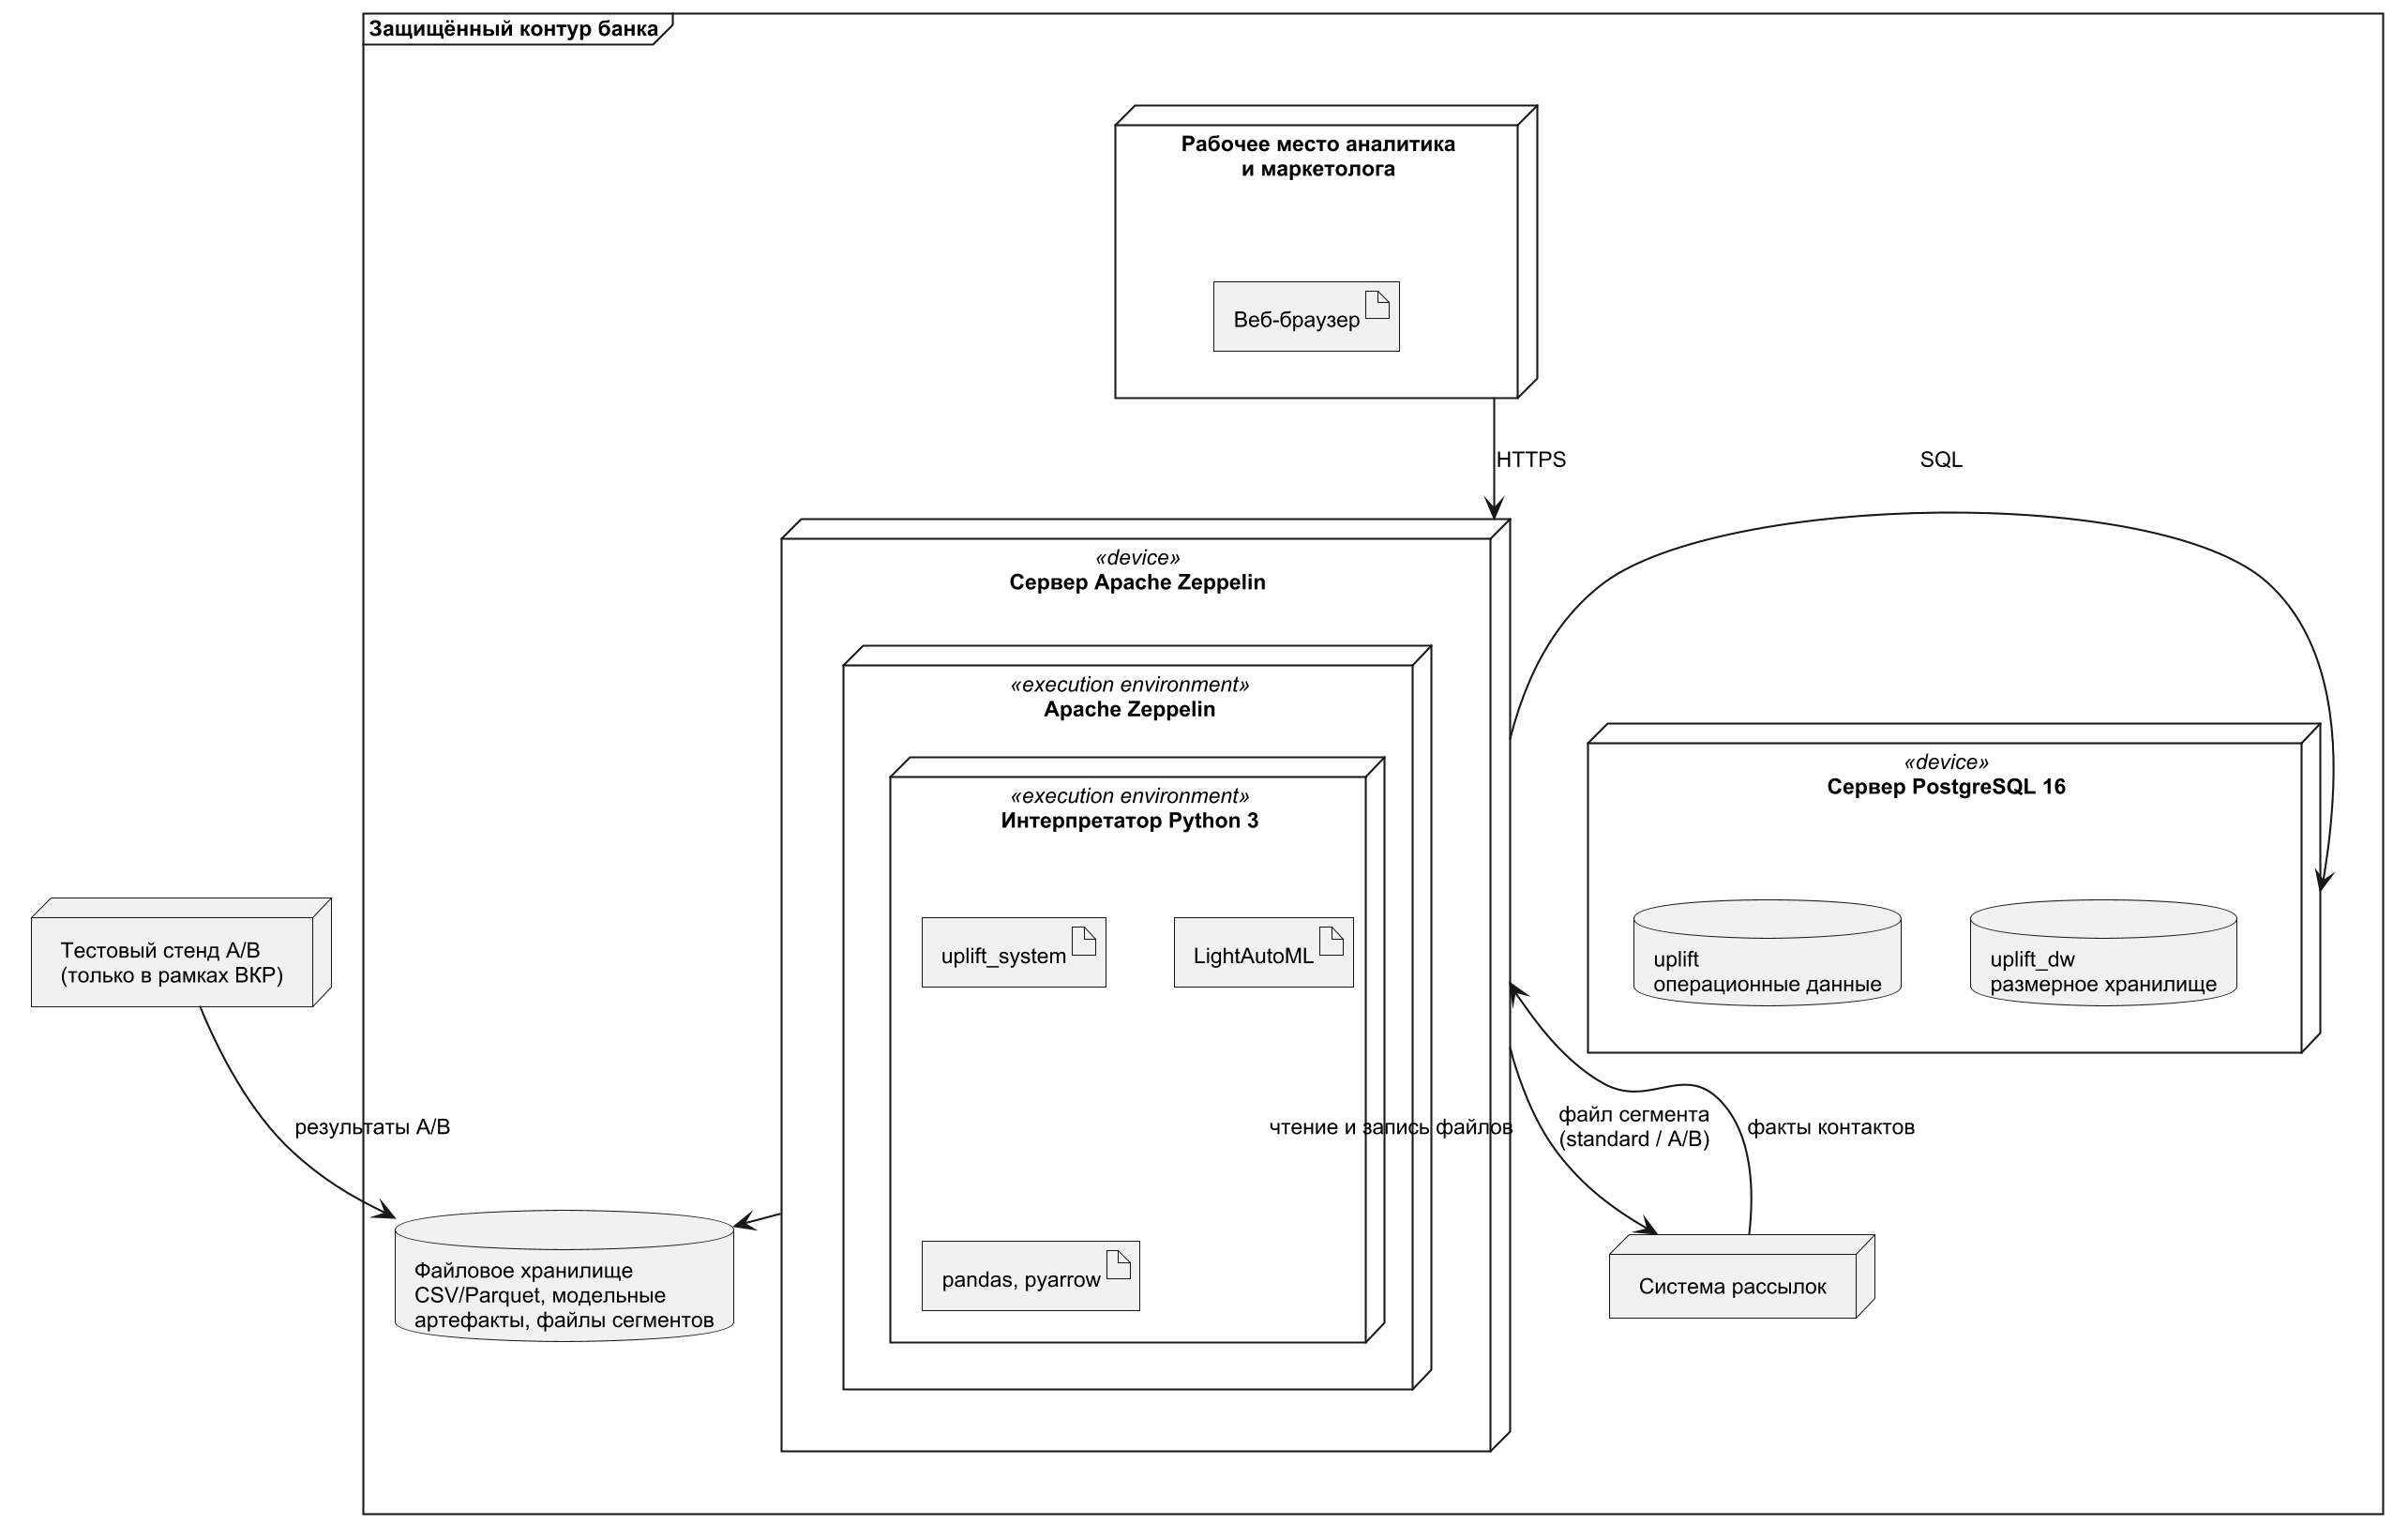 Защищённый контур банка
Рабочее место аналитика
и маркетолога
Веб-браузер
HTTPS
SQL
«device»
Сервер Apache Zeppelin
«execution environment»
Apache Zeppelin
«execution environment»
Интерпретатор Python 3
uplift_system
LightAutoML
pandas, pyarrow
«device»
Сервер PostgreSQL 16
uplift
операционные данные
uplift_dw
размерное хранилище
Тестовый стенд A/B
(только в рамках ВКР)
результаты A/B
чтение и запись файлов
файл сегмента
(standard / A/B)
факты контактов
Файловое хранилище
CSV/Parquet, модельные
артефакты, файлы сегментов
Система рассылок